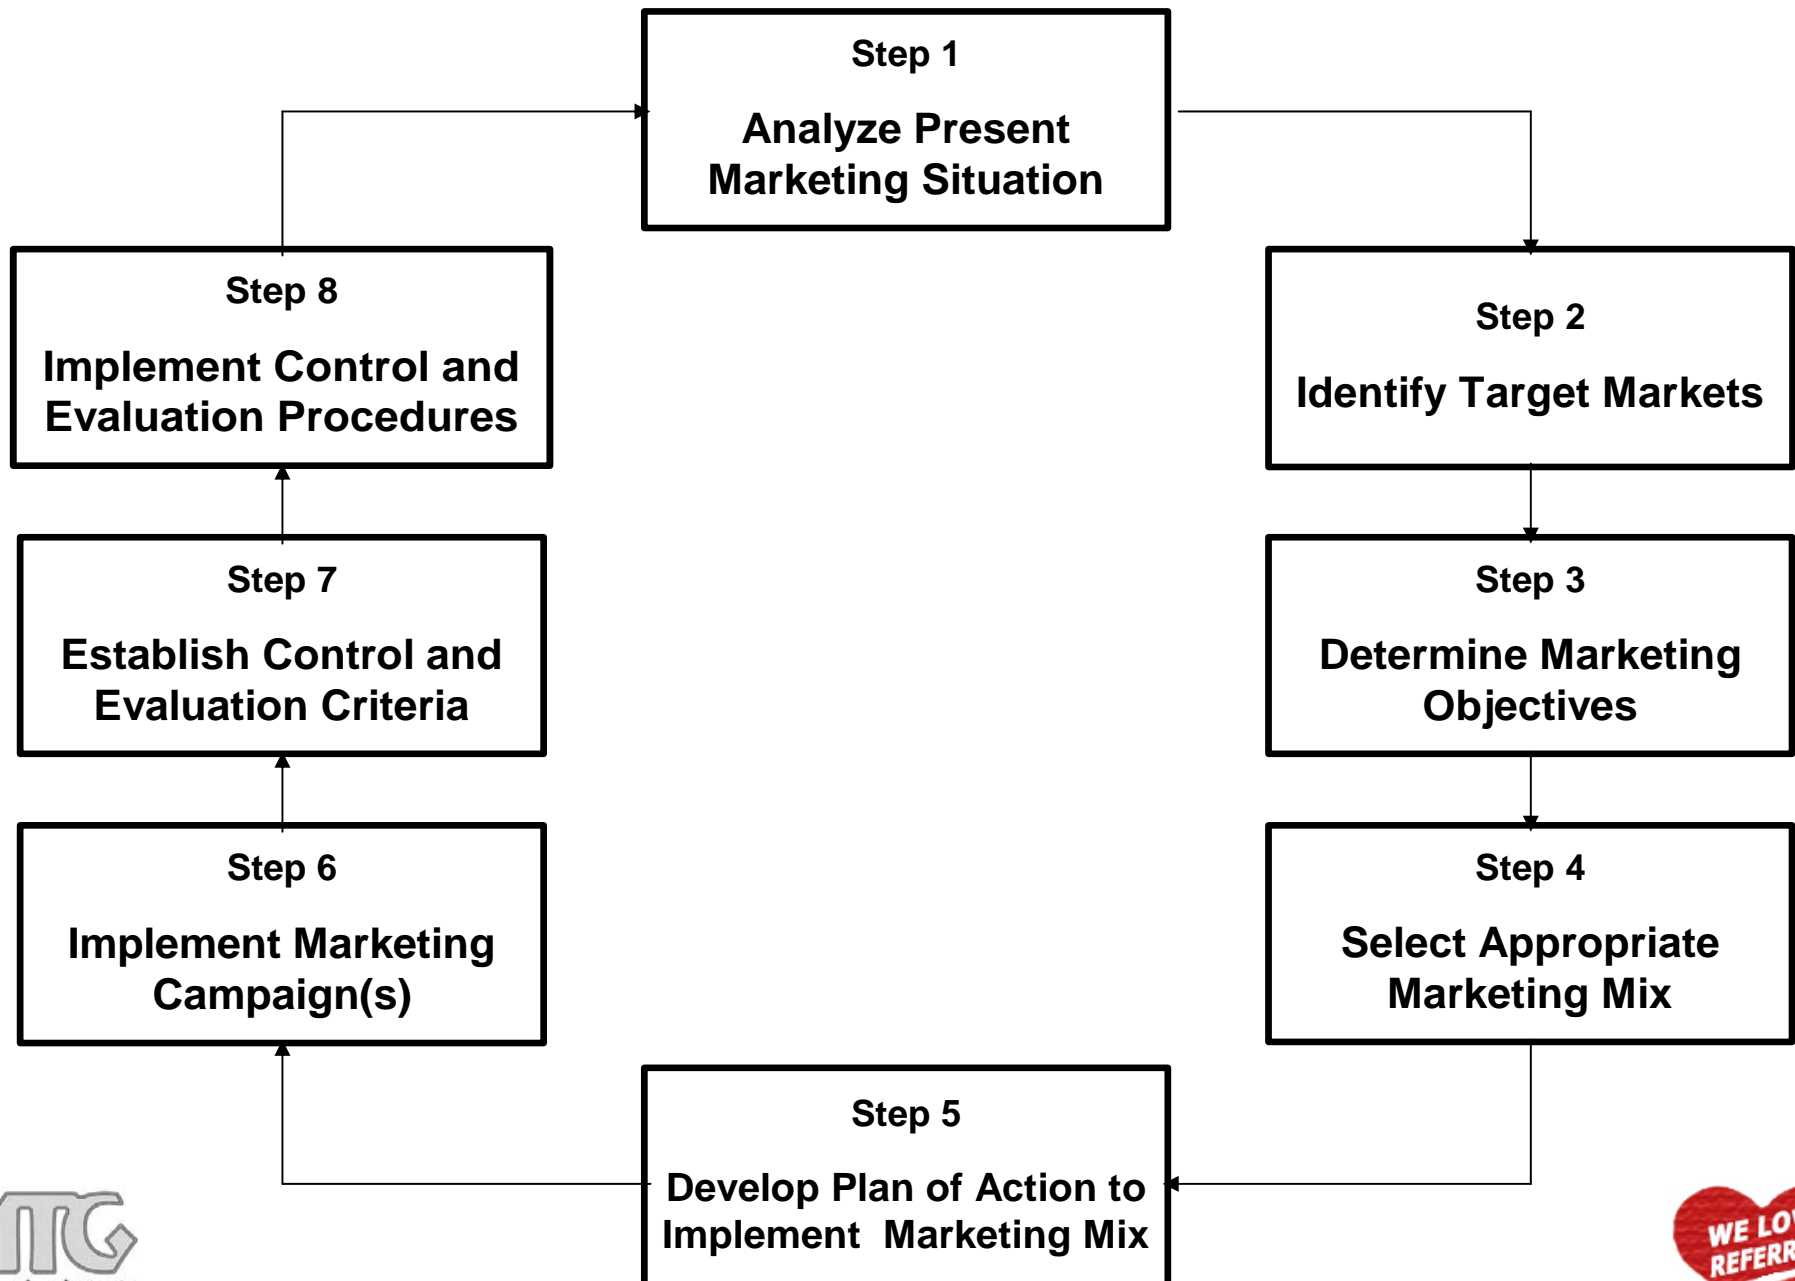 Step 1
Analyze Present
Marketing Situation
Step 2
Identify Target Markets
Step 3
Determine Marketing
Objectives
Step 4
Select Appropriate
Marketing Mix
Step 5
Develop Plan of Action to
Implement Marketing Mix
Step 6
Implement Marketing
Campaign(s)
Step 7
Establish Control and
Evaluation Criteria
Step 8
Implement Control and
Evaluation Procedures
WE